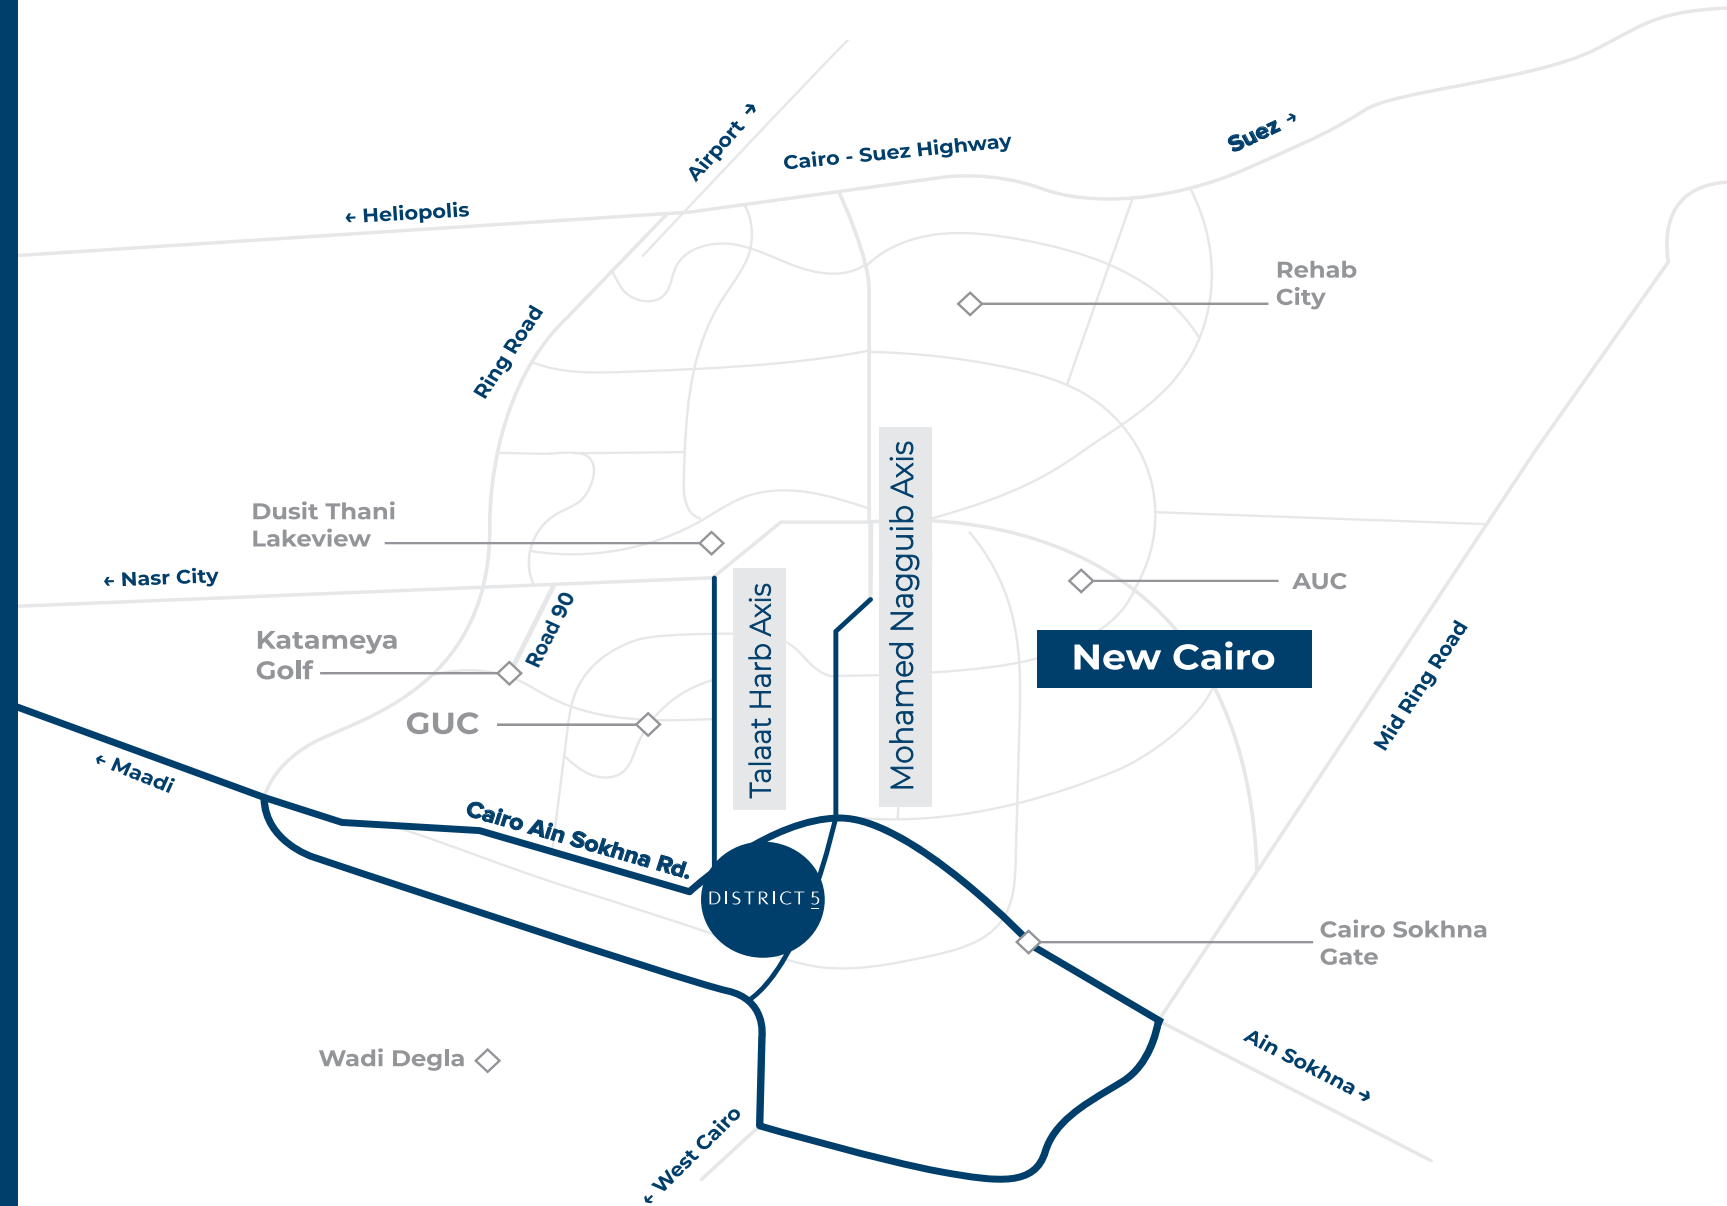 Airport →
Cairo - Suez Highway
Suez →
← Heliopolis
Rehab
City
Ring Road
Mohamed Nagguib Axis
Dusit Thani
Lakeview
← Nasr City
AUC
Talaat Harb Axis
Road 90
Katameya
Golf
New Cairo
Mid Ring Road
GUC
← Maadi
Cairo Ain Sokhna Rd.
DISTRICT 5
Cairo Sokhna
Gate
Wadi Degla
Ain Sokhna →
← West Cairo